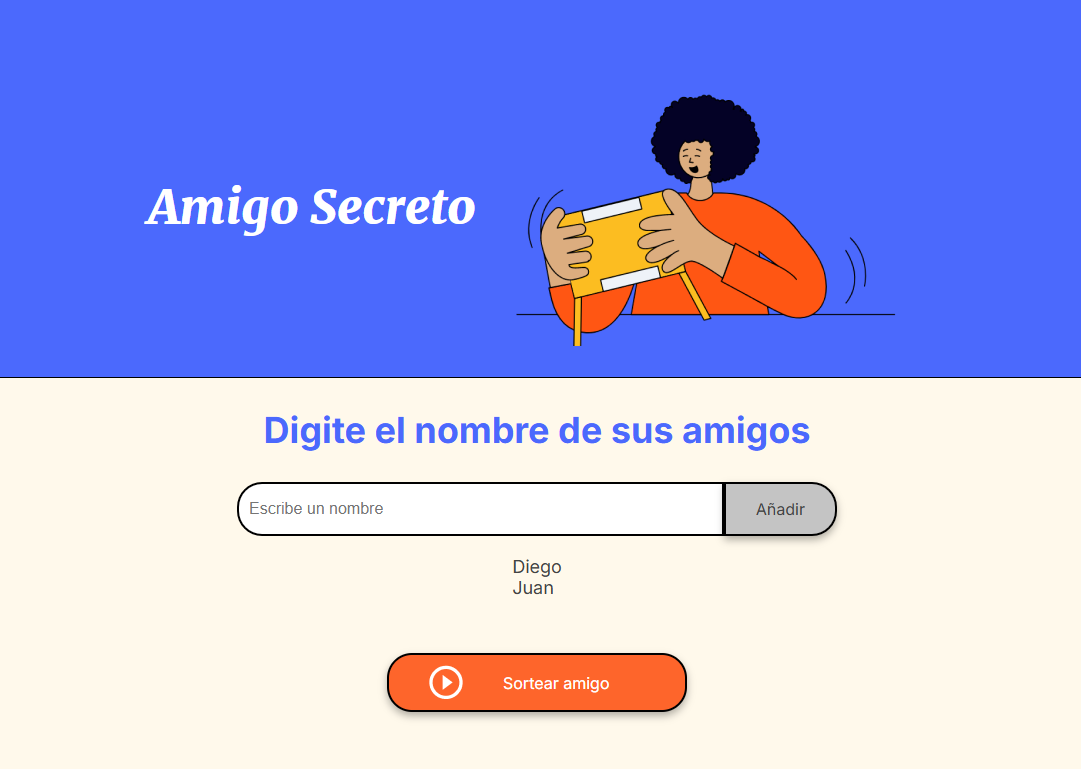 Amigo Secreto
Digite el nombre de sus amigos
Escribe un nombre
Añadir
Diego
Juan
Sortear amigo